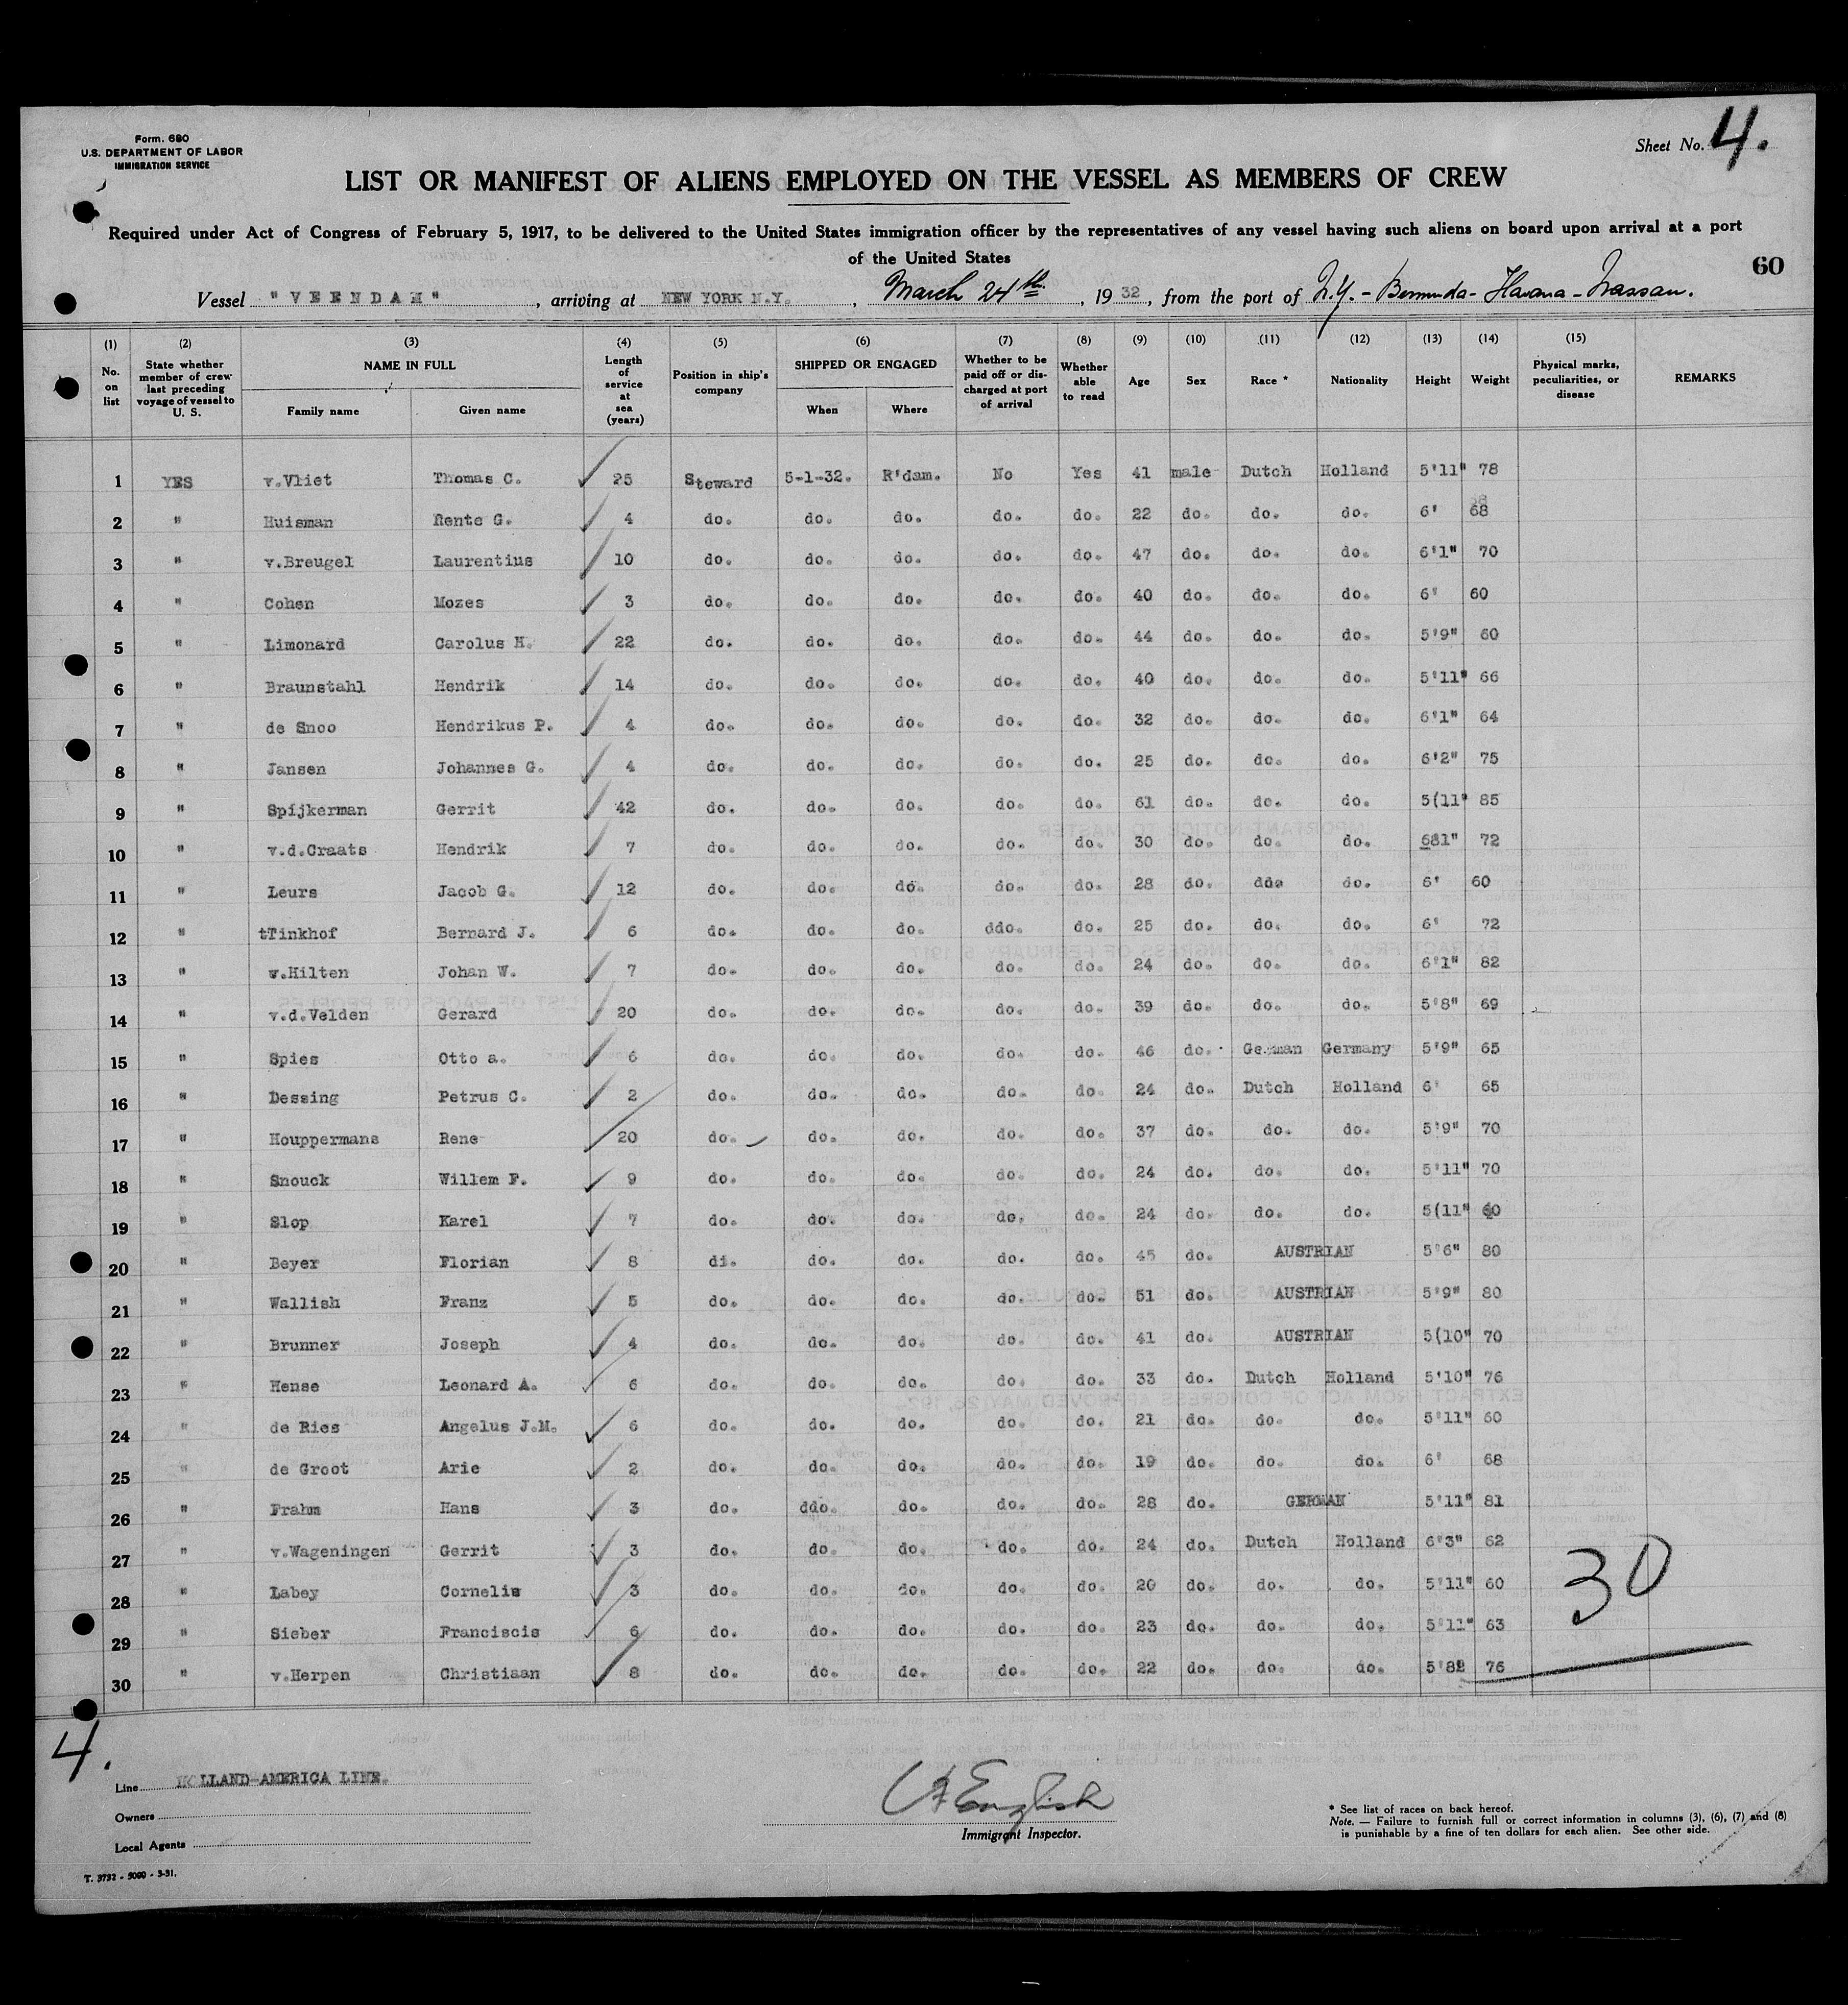 Form. 680
U.S. DEPARTMENT OF LABOR
IMMIGRATION SERVICE
Sheet No. 4.
LIST OR MANIFEST OF ALIENS EMPLOYED ON THE VESSEL AS MEMBERS OF CREW
Required under Act of Congress of February 5, 1917, to be delivered to the United States immigration officer by the representatives of any vessel having such aliens on board upon arrival at a port
of the United States
60
Vessel "VEENDAM", arriving at NEW YORK N.Y., March 24th., 1932, from the port of N.Y. - Bermuda - Havana - Nassau.
(1) No. on list (2) State whether member of crew last preceding voyage of vessel to U. S. (3) NAME IN FULL Family name Given name (4) Length of service at sea (years) (5) Position in ship's company (6) SHIPPED OR ENGAGED When Where (7) Whether to be paid off or discharged at port of arrival (8) Whether able to read (9) Age (10) Sex (11) Race * (12) Nationality (13) Height (14) Weight (15) Physical marks, peculiarities, or disease REMARKS
1 YES v.Vliet Thomas C. 25 Steward 5-1-32. R'dam. No Yes 41 male Dutch Holland 5'11" 78
2 " Huisman Rente G. 4 do. do. do. do. do. 22 do. do. do. 6' 68
3 " v.Breugel Laurentius 10 do. do. do. do. do. 47 do. do. do. 6'1" 70
4 " Cohen Mozes 3 do. do. do. do. do. 40 do. do. do. 6' 60
5 " Limonard Carolus H. 22 do. do. do. do. do. 44 do. do. do. 5'9" 60
6 " Braunstahl Hendrik 14 do. do. do. do. do. 40 do. do. do. 5'11" 66
7 " de Snoo Hendrikus P. 4 do. do. do. do. do. 32 do. do. do. 6'1" 64
8 " Jansen Johannes G. 4 do. do. do. do. do. 25 do. do. do. 6'2" 75
9 " Spijkerman Gerrit 42 do. do. do. do. do. 61 do. do. do. 5(11" 85
10 " v.d.Craats Hendrik 7 do. do. do. do. do. 30 do. do. do. 681" 72
11 " Leurs Jacob G. 12 do. do. do. do. do. 28 do. ddo do. 6' 60
12 " tTinkhof Bernard J. 6 do. do. do. ddo. do. 25 do. do. do. 6' 72
13 " v.Hilten Johan W. 7 do. do. do. do. do. 24 do. do. do. 6'1" 82
14 " v.d.Velden Gerard 20 do. do. do. do. do. 39 do. do. do. 5'8" 69
15 " Spies Otto a. 6 do. do. do. do. do. 46 do. German Germany 5'9" 65
16 " Dessing Petrus C. 2 do. do. do. do. do. 24 do. Dutch Holland 6' 65
17 " Houppermans Rene 20 do. do. do. do. do. 37 do. do. do. 5'9" 70
18 " Snouck Willem F. 9 do. do. do. do. do. 24 do. do. do. 5'11" 70
19 " Slop Karel 7 do. do. do. do. do. 24 do. do. do. 5(11" 60
20 " Beyer Florian 8 di. do. do. do. do. 45 do. AUSTRIAN 5'6" 80
21 " Wallish Franz 5 do. do. do. do. do. 51 do. AUSTRIAN 5'9" 80
22 " Brunner Joseph 4 do. do. do. do. do. 41 do. AUSTRIAN 5(10" 70
23 " Hense Leonard A. 6 do. do. do. do. do. 33 do. Dutch Holland 5'10" 76
24 " de Ries Angelus J.M. 6 do. do. do. do. do. 21 do. do. do. 5'11" 60
25 " de Groot Arie 2 do. do. do. do. do. 19 do. do. do. 6' 68
26 " Frahm Hans 3 do. ddo. do. do. do. 28 do. GERMAN 5'11" 81
27 " v.Wageningen Gerrit 3 do. do. do. do. do. 24 do. Dutch Holland 6'3" 62
28 " Labey Cornelis 3 do. do. do. do. do. 20 do. do. do. 5'11" 60
29 " Sieber Franciscis 6 do. do. do. do. do. 23 do. do. do. 5'11" 63
30 " v.Herpen Christiaan 8 do. do. do. do. do. 22 do. do. do. 5'8 76
30
4.
Line HOLLAND-AMERICA LINE.
Owners
Local Agents
English
Immigrant Inspector.
* See list of races on back hereof.
Note. — Failure to furnish full or correct information in columns (3), (6), (7) and (8)
is punishable by a fine of ten dollars for each alien. See other side.
T. 3732 - 5000 - 3-31.